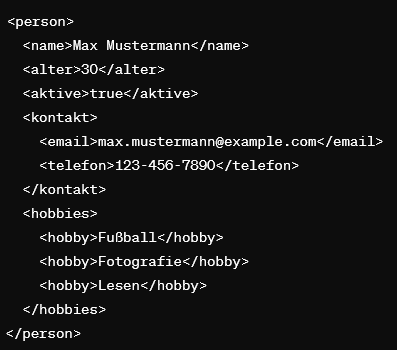 <person>
  <name>Max Mustermann</name>
  <alter>30</alter>
  <aktive>true</aktive>
  <kontakt>
    <email>max.mustermann@example.com</email>
    <telefon>123-456-7890</telefon>
  </kontakt>
  <hobbies>
    <hobby>Fußball</hobby>
    <hobby>Fotografie</hobby>
    <hobby>Lesen</hobby>
  </hobbies>
</person>